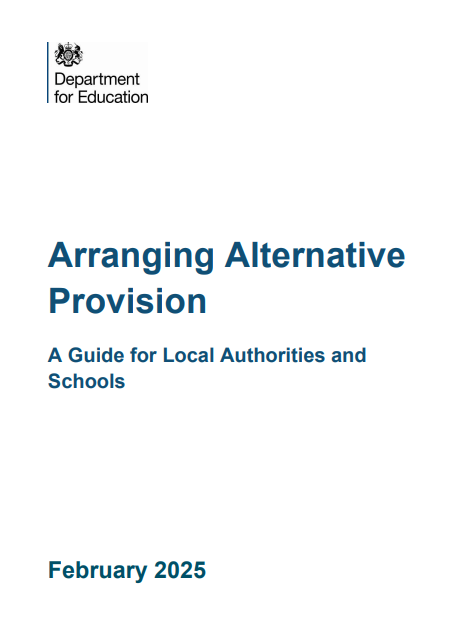 Department
for Education
Arranging Alternative
Provision
A Guide for Local Authorities and
Schools
February 2025